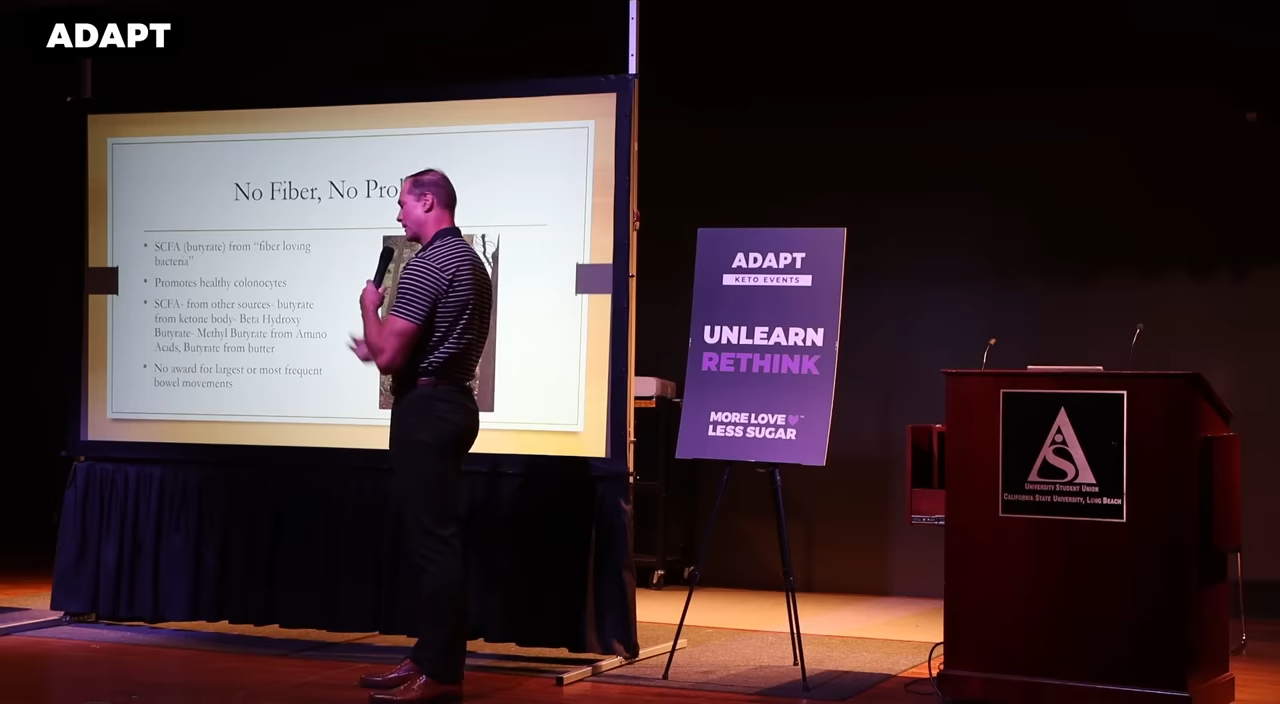 ADAPT
No Fiber, No
SCFA (butyrate) from “fiber loving
bacteria”
Promotes healthy colonocytes
SCFA- from other sources- butyrate
from ketone body- Beta Hydroxy
Butyrate- Methyl Butyrate from Amino
Acids, Butyrate from butter
No award for largest or most frequent
bowel movements
ADAPT
KETO EVENTS
UNLEARN
RETHINK
MORE LOVE
LESS SUGAR
UNIVERSITY STUDENT UNION
CALIFORNIA STATE UNIVERSITY, LONG BEACH